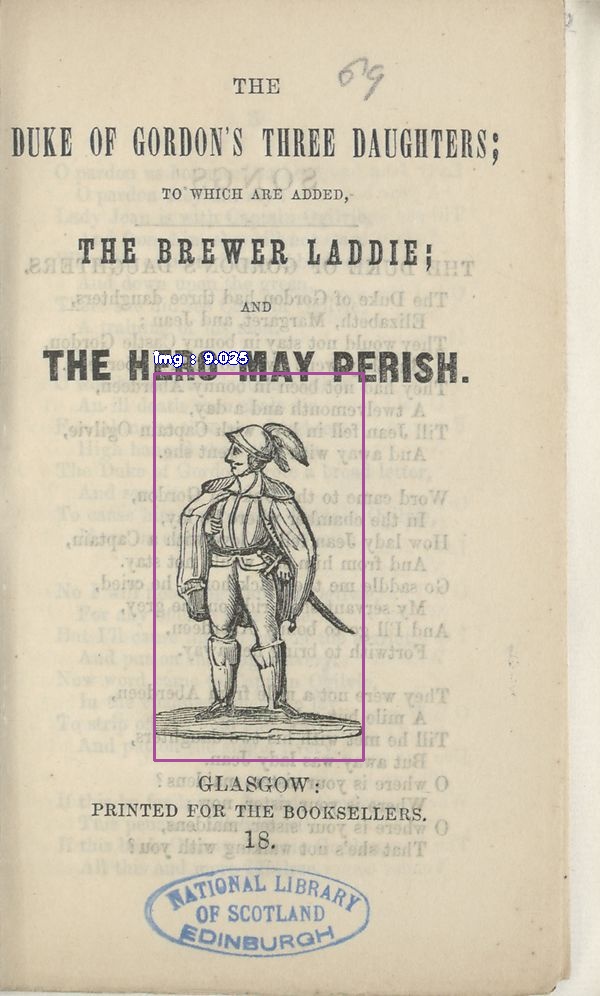 69
THE
DUKE OF GORDON'S THREE DAUGHTERS;
TO WHICH ARE ADDED,
THE BREWER LADDIE;
AND
THE HERO MAY PERISH.
img : 9.025
GLASGOW:
PRINTED FOR THE BOOKSELLERS.
18.
NATIONAL LIBRARY
OF SCOTLAND
EDINBURGH